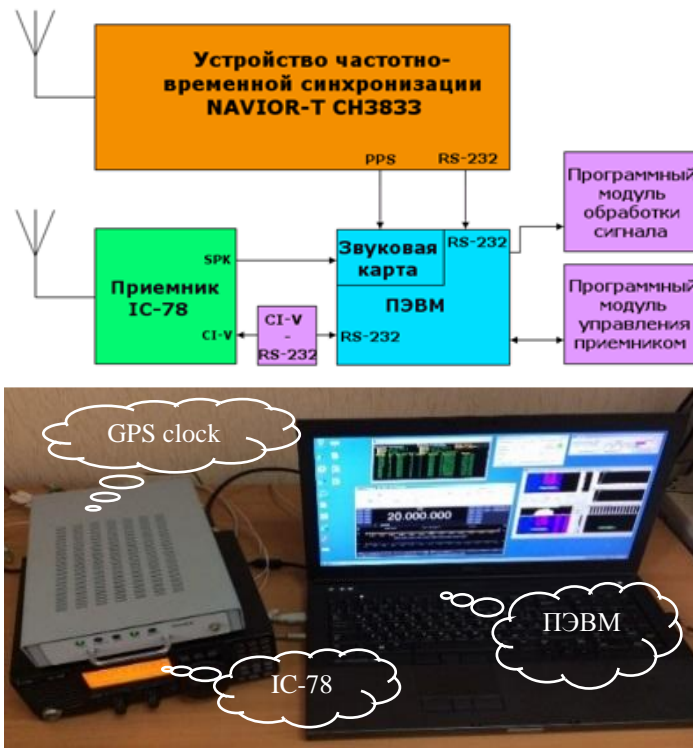 Устройство частотно-
временной синхронизации
NAVIOR-T CH3833
PPS
RS-232
Программный
модуль
обработки
сигнала
Приемник
IC-78
SPK
CI-V
CI-V
-
RS-232
Звуковая
карта
RS-232
ПЭВМ
RS-232
Программный
модуль
управления
приемником
GPS clock
20.000.000
ПЭВМ
IC-78